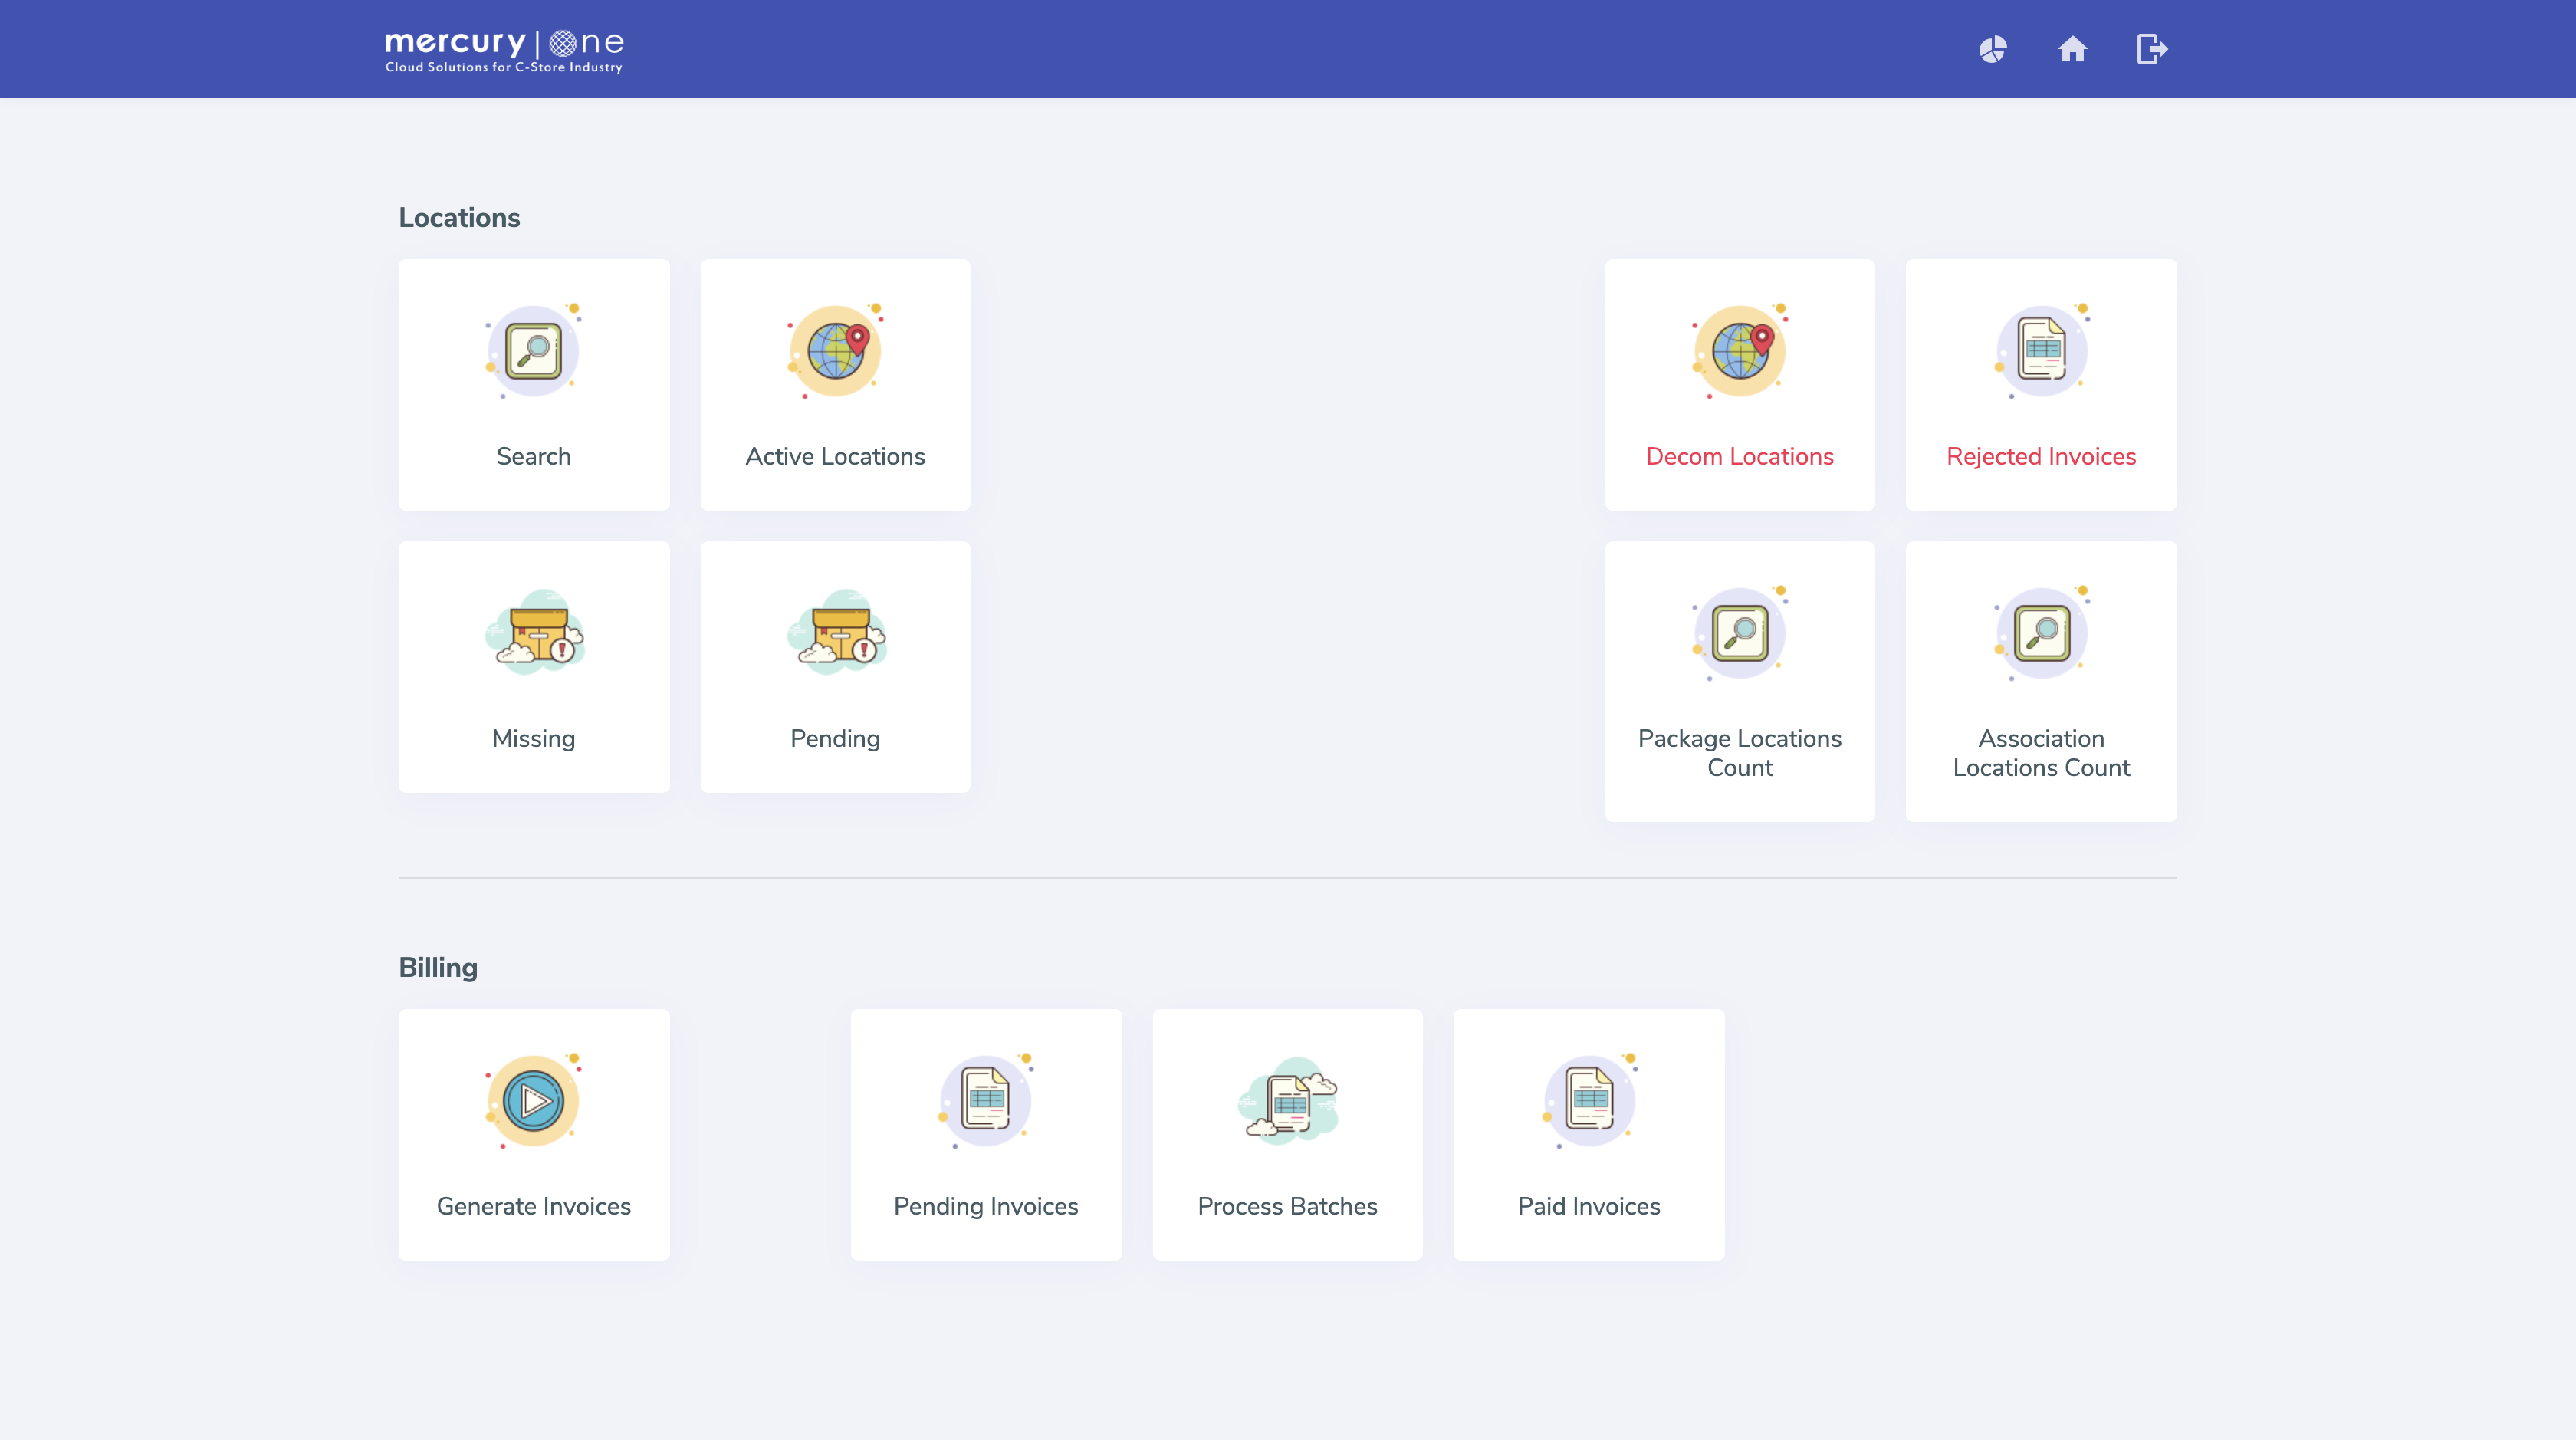 mercury | One
Cloud Solutions for C-Store Industry
Locations
Search
Active Locations
Decom Locations
Rejected Invoices
Missing
Pending
Package Locations
Count
Association
Locations Count
Billing
Generate Invoices
Pending Invoices
Process Batches
Paid Invoices